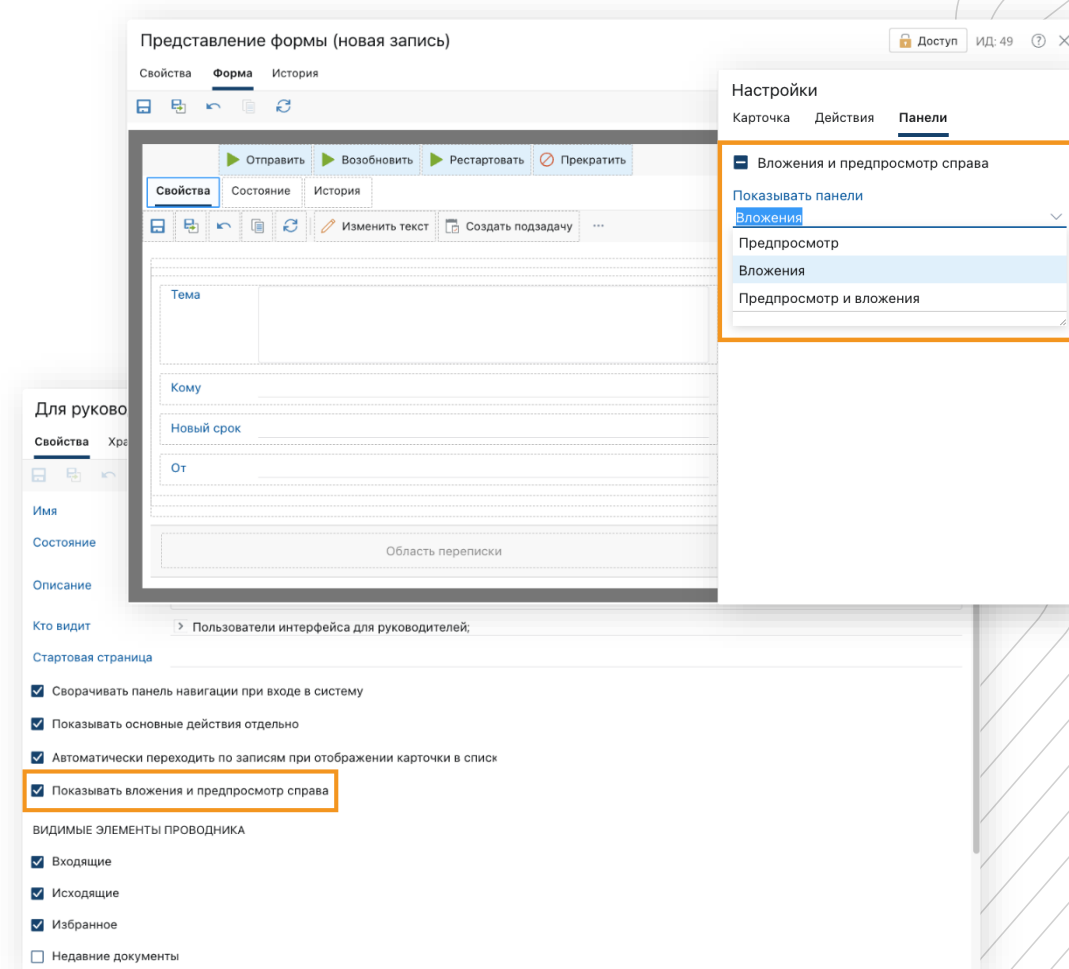 Представление формы (новая запись)
Доступ ИД: 49
Свойства Форма История
Настройки
Карточка Действия Панели
Вложения и предпросмотр справа
Показывать панели
Вложения
Предпросмотр
Вложения
Предпросмотр и вложения
Отправить Возобновить Рестартовать Прекратить
Свойства Состояние История
Изменить текст Создать подзадачу ...
Тема
Кому
Новый срок
От
Область переписки
Для руково
Свойства Хра
Имя
Состояние
Описание
Кто видит Пользователи интерфейса для руководителей;
Стартовая страница
Сворачивать панель навигации при входе в систему
Показывать основные действия отдельно
Автоматически переходить по записям при отображении карточки в списк
Показывать вложения и предпросмотр справа
ВИДИМЫЕ ЭЛЕМЕНТЫ ПРОВОДНИКА
Входящие
Исходящие
Избранное
Недавние документы